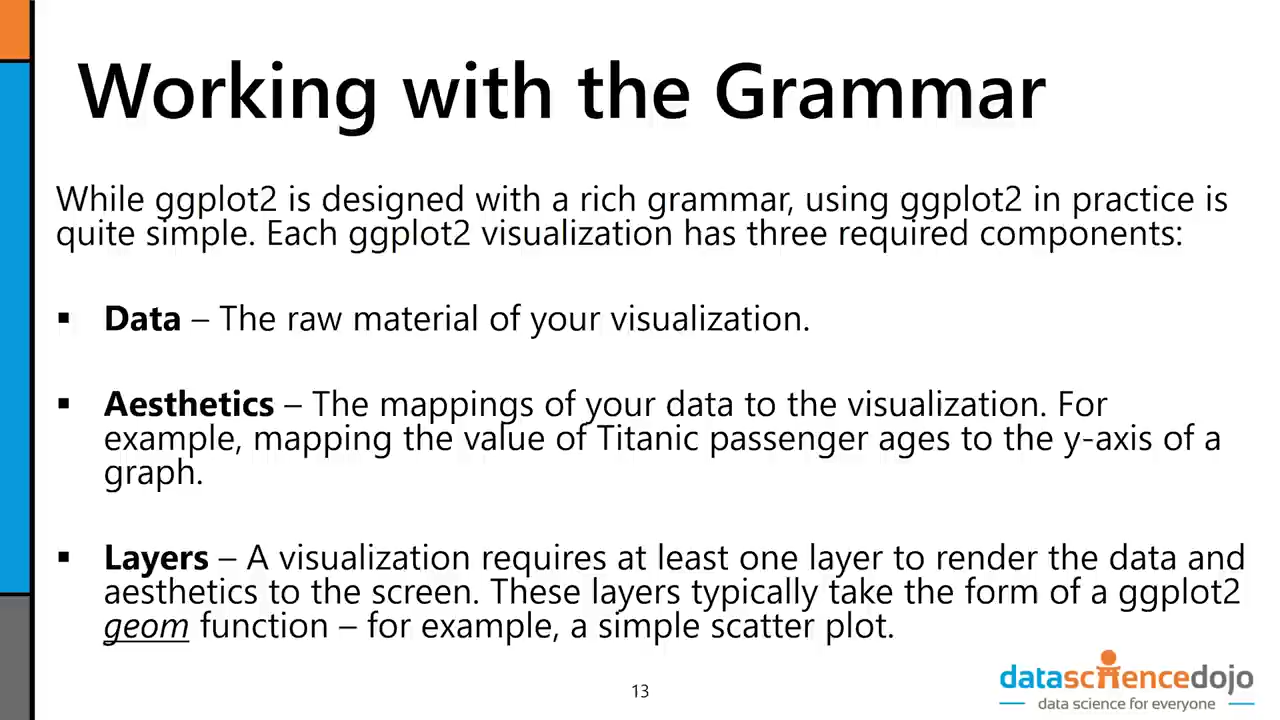 Working with the Grammar
While ggplot2 is designed with a rich grammar, using ggplot2 in practice is
quite simple. Each ggplot2 visualization has three required components:
▪ Data – The raw material of your visualization.
▪ Aesthetics – The mappings of your data to the visualization. For
example, mapping the value of Titanic passenger ages to the y-axis of a
graph.
▪ Layers – A visualization requires at least one layer to render the data and
aesthetics to the screen. These layers typically take the form of a ggplot2
geom function – for example, a simple scatter plot.
13
datasciencedojo
data science for everyone